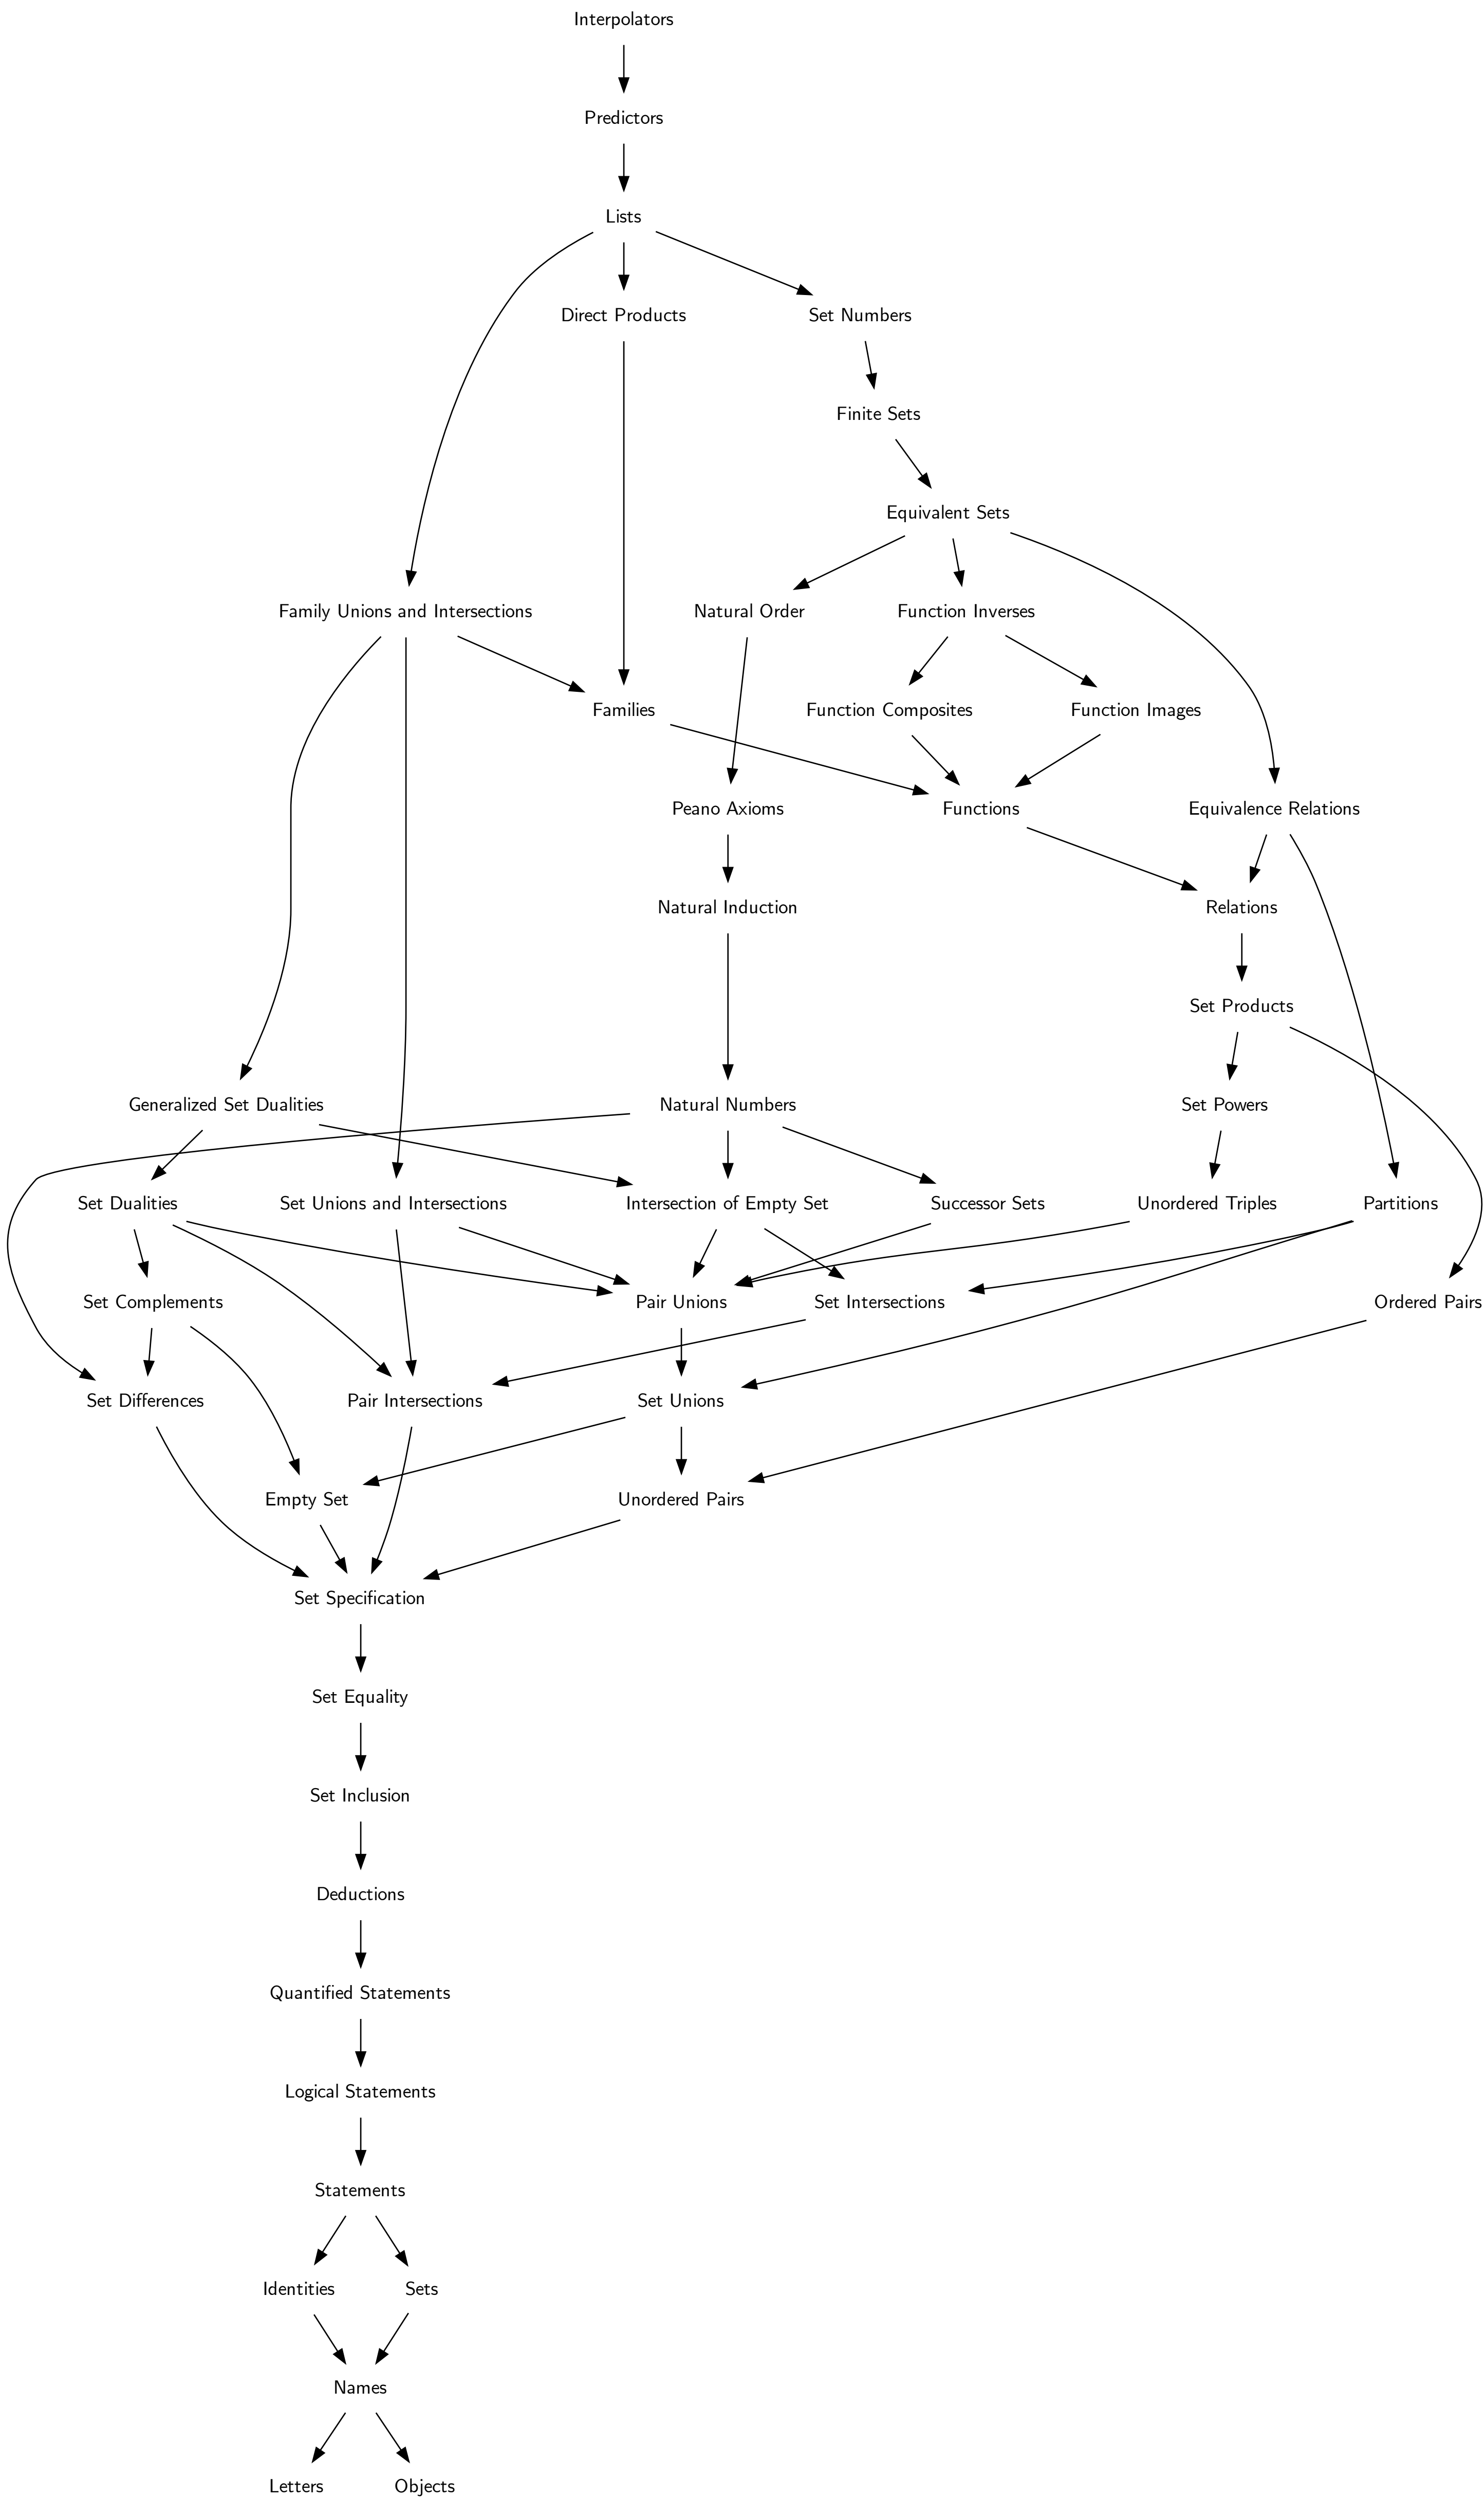 Interpolators
Predictors
Lists
Direct Products
Set Numbers
Finite Sets
Equivalent Sets
Family Unions and Intersections
Natural Order
Function Inverses
Families
Function Composites
Function Images
Peano Axioms
Functions
Equivalence Relations
Natural Induction
Relations
Set Products
Generalized Set Dualities
Natural Numbers
Set Powers
Set Dualities
Set Unions and Intersections
Intersection of Empty Set
Successor Sets
Unordered Triples
Partitions
Set Complements
Pair Unions
Set Intersections
Ordered Pairs
Set Differences
Pair Intersections
Set Unions
Empty Set
Unordered Pairs
Set Specification
Set Equality
Set Inclusion
Deductions
Quantified Statements
Logical Statements
Statements
Identities
Sets
Names
Letters
Objects